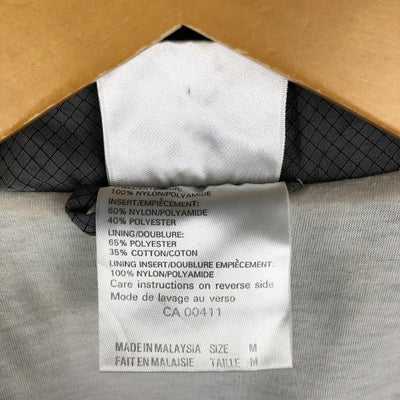 100% NYLON/POLYAMIDE
INSERT/EMPIÈCEMENT:
60% NYLON/POLYAMIDE
40% POLYESTER
LINING/DOUBLURE:
65% POLYESTER
35% COTTON/COTON
LINING INSERT/DOUBLURE EMPIÈCEMENT:
100% NYLON/POLYAMIDE
Care instructions on reverse side
Mode de lavage au verso
CA 00411
MADE IN MALAYSIA SIZE M
FAIT EN MALAISIE TAILLE M